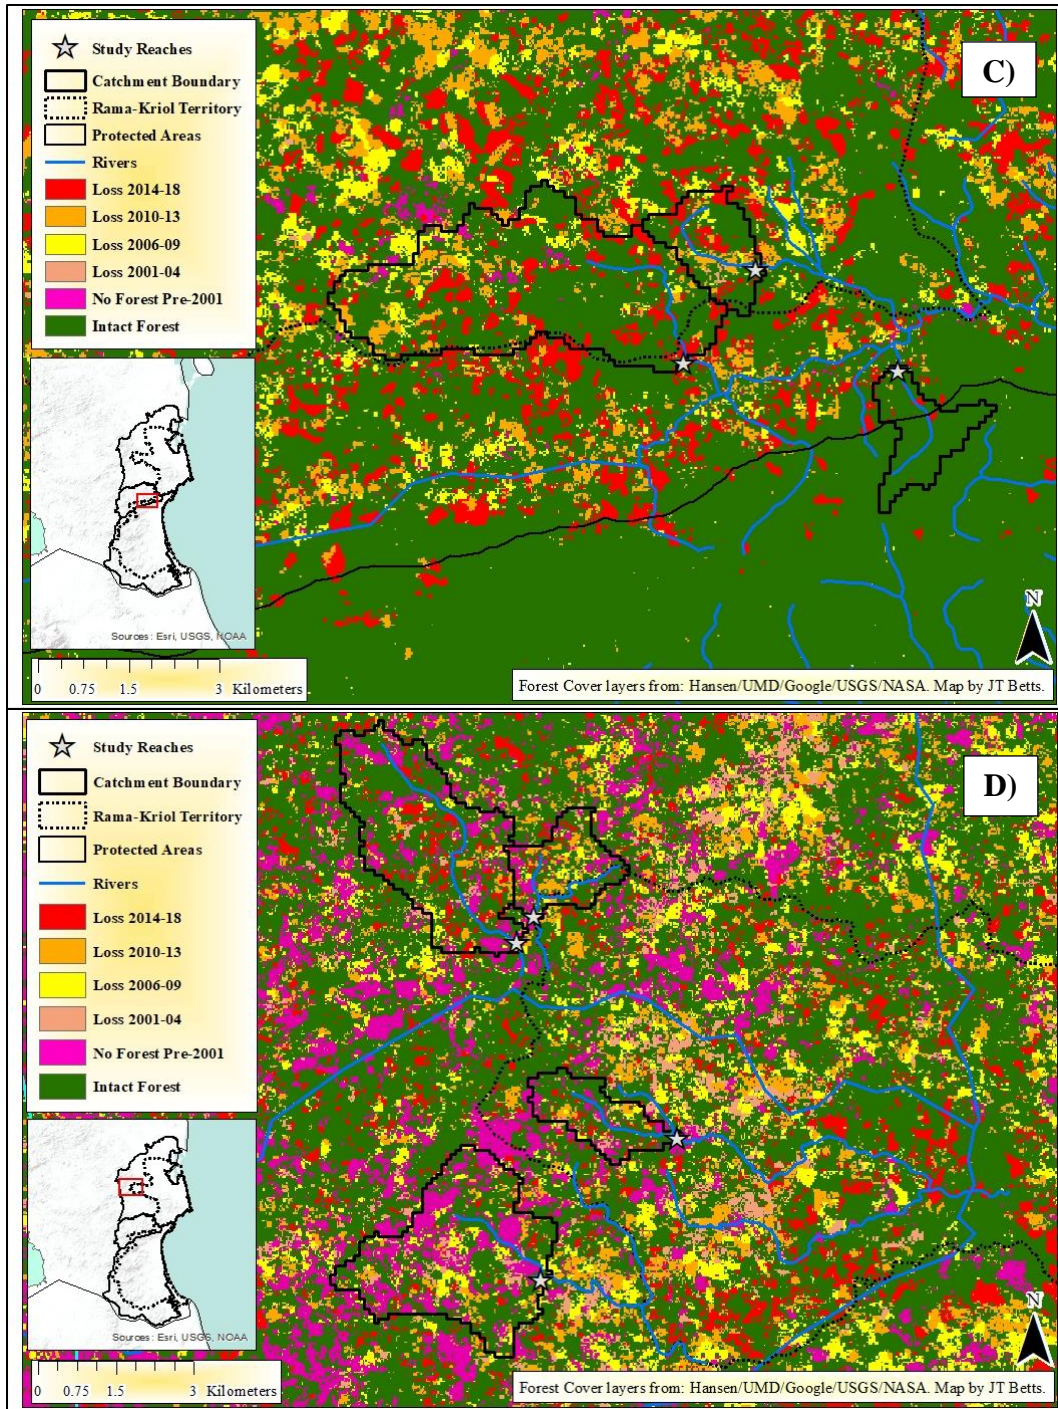 C)
Study Reaches
Catchment Boundary
Rama-Kriol Territory
Protected Areas
Rivers
Loss 2014-18
Loss 2010-13
Loss 2006-09
Loss 2001-04
No Forest Pre-2001
Intact Forest
Sources: Esri, USGS, NOAA
N
0 0.75 1.5 3 Kilometers
Forest Cover layers from: Hansen/UMD/Google/USGS/NASA. Map by JT Betts.
D)
Study Reaches
Catchment Boundary
Rama-Kriol Territory
Protected Areas
Rivers
Loss 2014-18
Loss 2010-13
Loss 2006-09
Loss 2001-04
No Forest Pre-2001
Intact Forest
Sources: Esri, USGS, NOAA
N
0 0.75 1.5 3 Kilometers
Forest Cover layers from: Hansen/UMD/Google/USGS/NASA. Map by JT Betts.